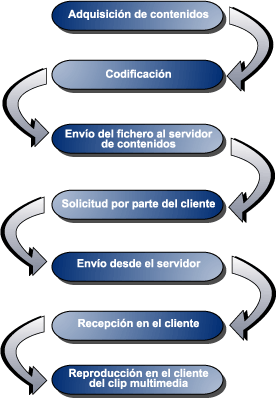 Adquisición de contenidos
Codificación
Envío del fichero al servidor
de contenidos
Solicitud por parte del cliente
Envío desde el servidor
Recepción en el cliente
Reproducción en el cliente
del clip multimedia